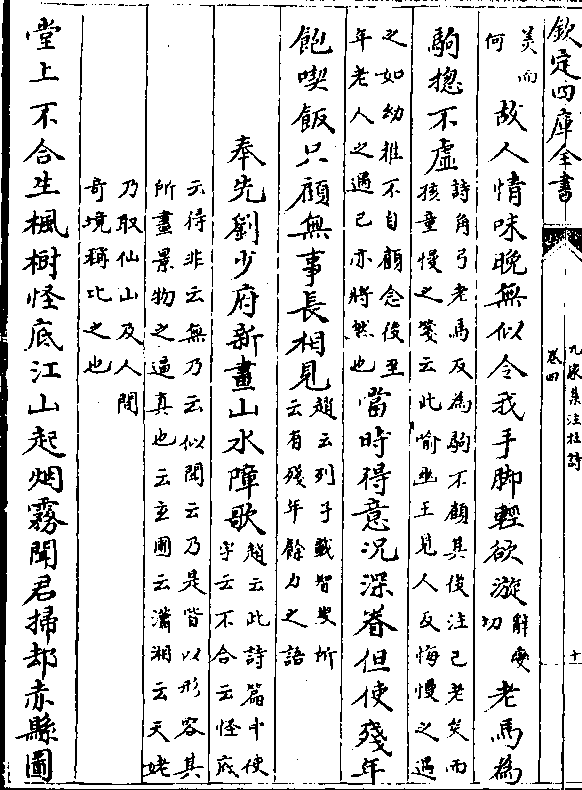 欽定四庫全書
九家集注杜詩
卷四
十
美而
何
故人情味晚無似令我手脚輕欲漩
辭變
切
老馬為
駒揔不虛
詩角弓老馬反為駒不顧其後注已老矣而
孩童慢之箋云此喻幽王見人反侮慢之遇
之如幼稚不自顧念後至
年老人之遇已亦將然也
當時得意況深眷但使殘年
飽喫飯只願無事長相見
趙云列子載智叟所
云有殘年餘力之語
奉先劉少府新畫山水障歌
趙云此詩篇中使
字云不合云怪底
云得非云無乃云似聞云乃是皆以形容其
所畫景物之逼真也云玄圃云瀟湘云天姥
乃取仙山及人間
奇境稱比之也
堂上不合生楓樹怪底江山起烟霧聞君掃却赤縣圖